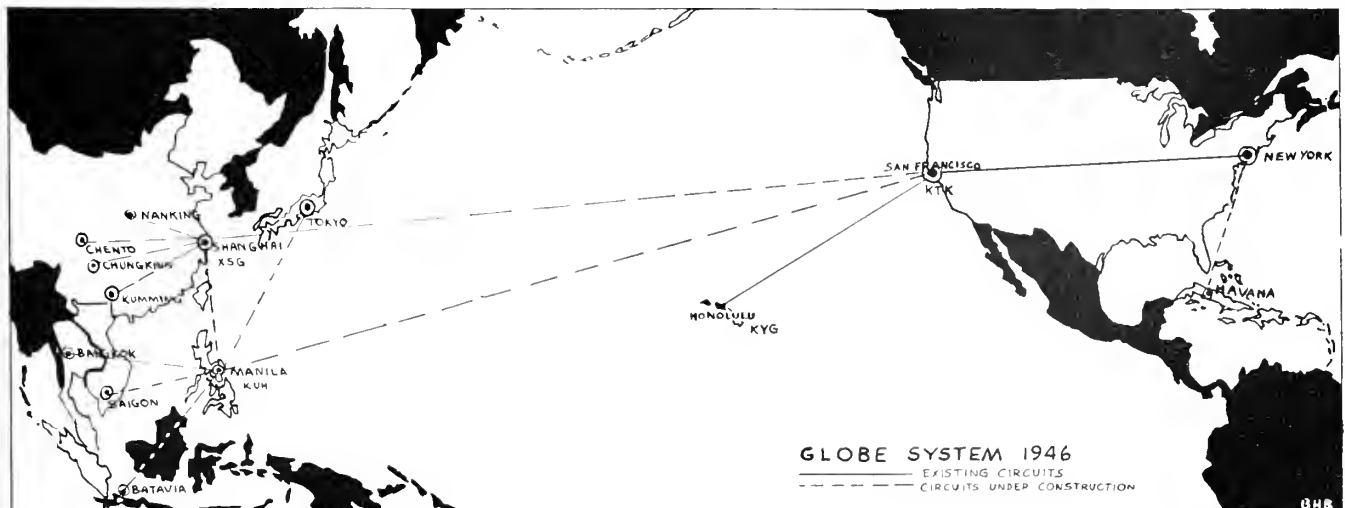 NANKING
CHENTO
CHUNGKING
KUMMING
SHANGHAI
XSG
TOKYO
BANGKOK
SAIGON
MANILA
KUH
BATAVIA
HONOLULU
KYG
SAN FRANCISCO
KTK
NEW YORK
HAVANA
GLOBE SYSTEM 1946
EXISTING CIRCUITS
CIRCUITS UNDER CONSTRUCTION
BHB